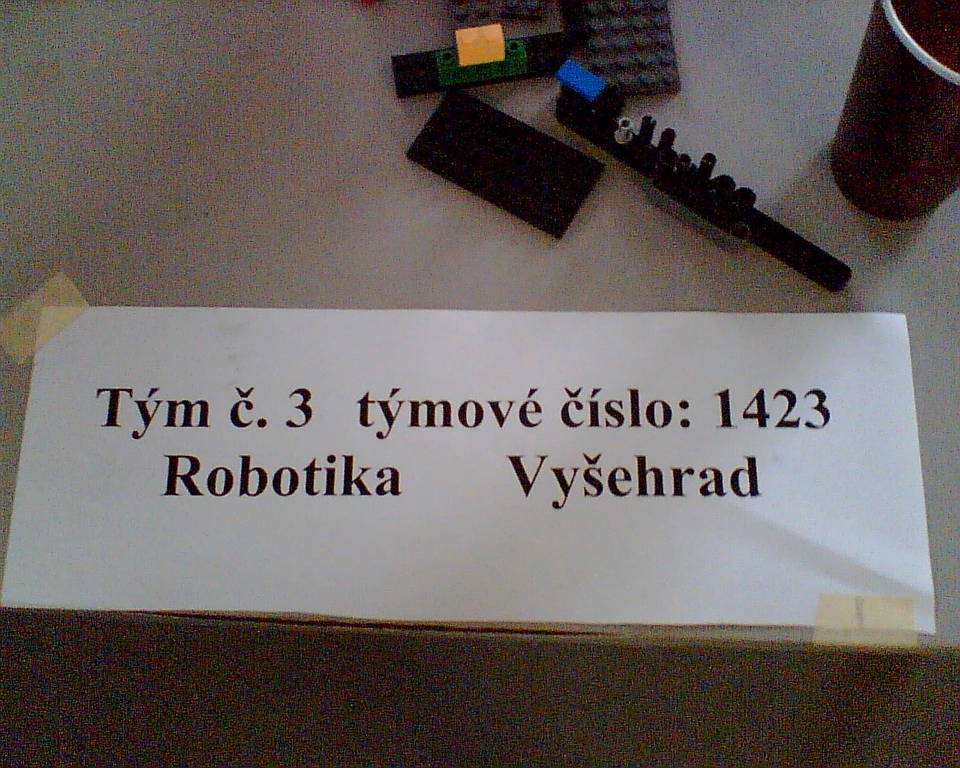 Tým č. 3 týmové číslo: 1423
Robotika Vyšehrad